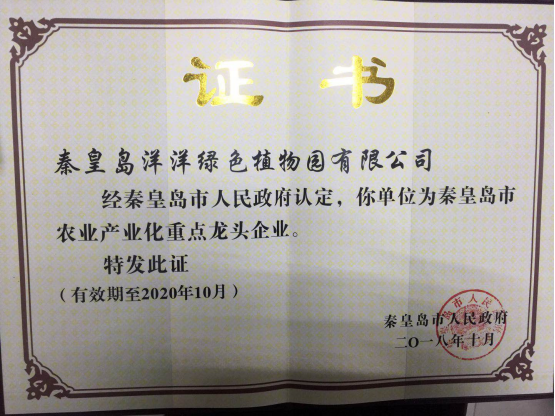 证书
秦皇岛洋洋绿色植物园有限公司
经秦皇岛市人民政府认定，你单位为秦皇岛市
农业产业化重点龙头企业。
特发此证
（有效期至2020年10月）
秦皇岛市人民政府
二〇一八年十月